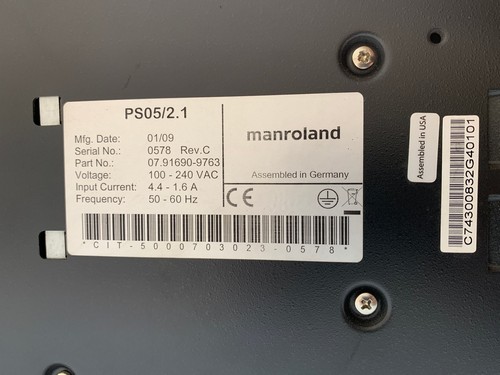 PS05/2.1
Mfg. Date: 01/09
Serial No.: 0578 Rev.C
Part No.: 07.91690-9763
Voltage: 100 - 240 VAC
Input Current: 4.4 - 1.6 A
Frequency: 50 - 60 Hz
manroland
Assembled in Germany
CE
*CIT-5000703023-0578*
Assembled in USA
C74300832G40101